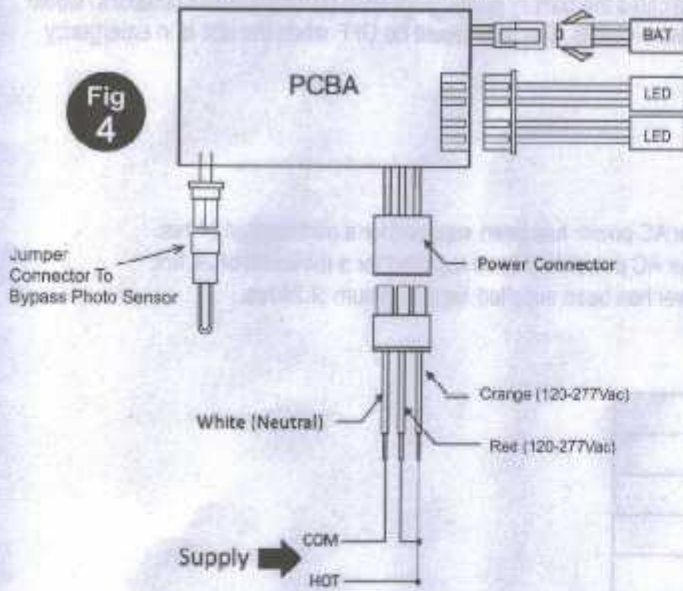 Fig
4
PCBA
BAT
LED
LED
Jumper
Connector To
Bypass Photo Sensor
Power Connector
Orange (120-277Vac)
White (Neutral)
Red (120-277Vac)
Supply
COM
HOT